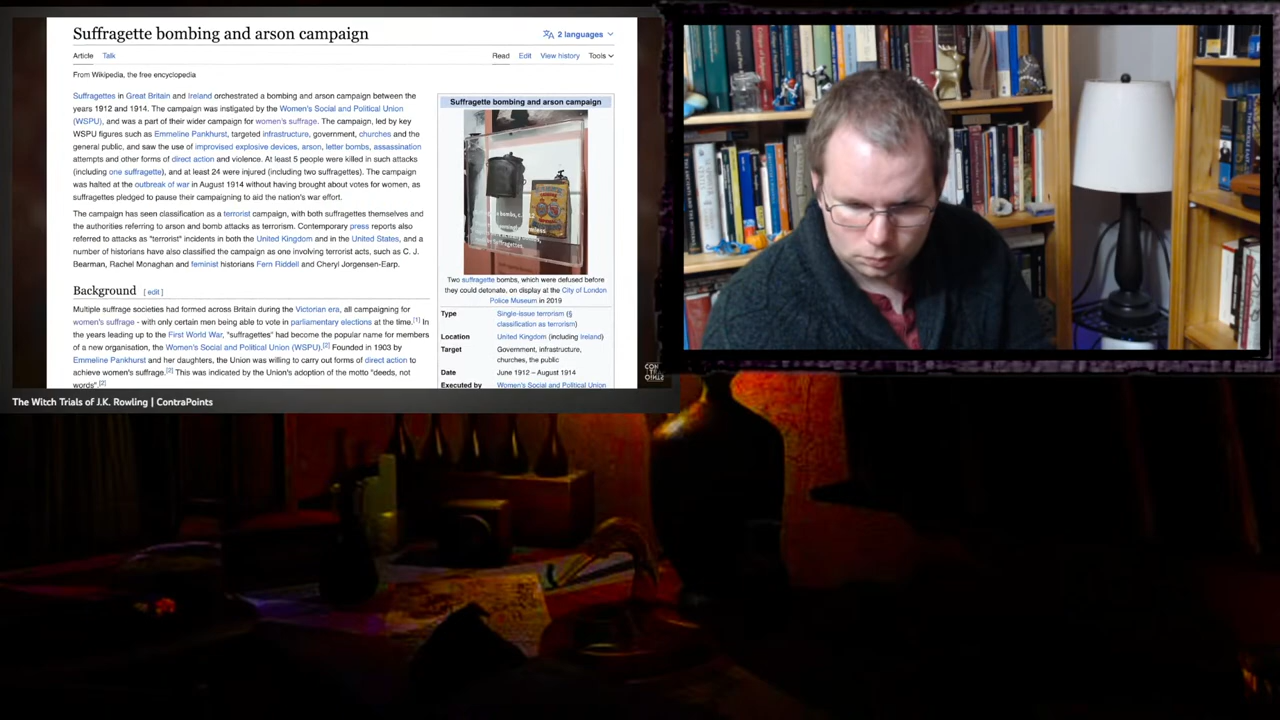 Suffragette bombing and arson campaign
2 languages
Article Talk Read Edit View history Tools
From Wikipedia, the free encyclopedia
Suffragettes in Great Britain and Ireland orchestrated a bombing and arson campaign between the
years 1912 and 1914. The campaign was instigated by the Women's Social and Political Union
(WSPU), and was a part of their wider campaign for women's suffrage. The campaign, led by key
WSPU figures such as Emmeline Pankhurst, targeted infrastructure, government, churches and the
general public, and saw the use of improvised explosive devices, arson, letter bombs, assassination
attempts and other forms of direct action and violence. At least 5 people were killed in such attacks
(including one suffragette), and at least 24 were injured (including two suffragettes). The campaign
was halted at the outbreak of war in August 1914 without having brought about votes for women, as
suffragettes pledged to pause their campaigning to aid the nation's war effort.
The campaign has seen classification as a terrorist campaign, with both suffragettes themselves and
the authorities referring to arson and bomb attacks as terrorism. Contemporary press reports also
referred to attacks as "terrorist" incidents in both the United Kingdom and in the United States, and a
number of historians have also classified the campaign as one involving terrorist acts, such as C. J.
Bearman, Rachel Monaghan and feminist historians Fern Riddell and Cheryl Jorgensen-Earp.
Background [ edit ]
Multiple suffrage societies had formed across Britain during the Victorian era, all campaigning for
women's suffrage - with only certain men being able to vote in parliamentary elections at the time.[1] In
the years leading up to the First World War, "suffragettes" had become the popular name for members
of a new organisation, the Women's Social and Political Union (WSPU).[2] Founded in 1903 by
Emmeline Pankhurst and her daughters, the Union was willing to carry out forms of direct action to
achieve women's suffrage.[2] This was indicated by the Union's adoption of the motto "deeds, not
words".[2]
Suffragette bombing and arson campaign
Two suffragette bombs, which were defused before
they could detonate, on display at the City of London
Police Museum in 2019
Type Single-issue terrorism (§
classification as terrorism)
Location United Kingdom (including Ireland)
Target Government, infrastructure,
churches, the public
Date June 1912 – August 1914
Executed by Women's Social and Political Union
The Witch Trials of J.K. Rowling | ContraPoints